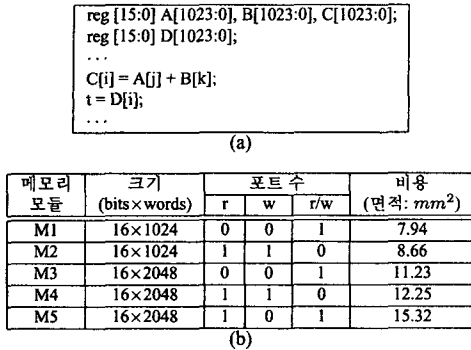 reg [15:0] A[1023:0], B[1023:0], C[1023:0];
reg [15:0] D[1023:0];
...
C[i] = A[j] + B[k];
t = D[i];
...
(a)
메모리 모듈 크기 (bits×words) 포트 수 비용 (면적: mm²)
r w r/w
M1 16×1024 0 0 1 7.94
M2 16×1024 1 1 0 8.66
M3 16×2048 0 0 1 11.23
M4 16×2048 1 1 0 12.25
M5 16×2048 1 0 1 15.32
(b)